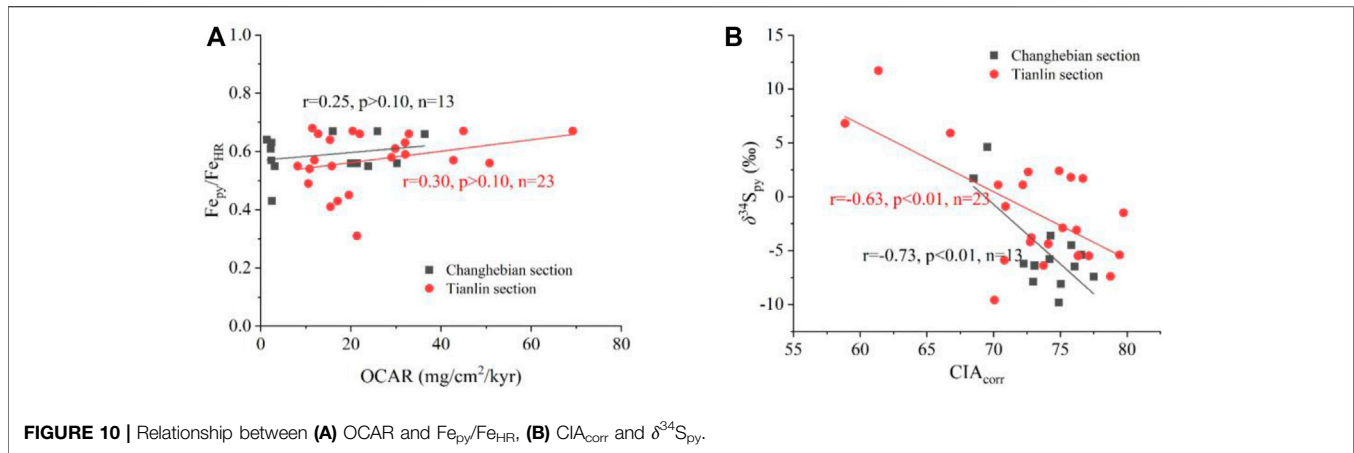 A
Fepy/FeHR
1.0
0.8
0.6
0.4
0.2
0.0
r=0.25, p>0.10, n=13
r=0.30, p>0.10, n=23
Changhebian section
Tianlin section
0 20 40 60 80
OCAR (mg/cm²/kyr)
B
δ³⁴Spy (‰)
15
10
5
0
-5
-10
Changhebian section
Tianlin section
r=-0.63, p<0.01, n=23
r=-0.73, p<0.01, n=13
55 60 65 70 75 80
CIAcorr
FIGURE 10 | Relationship between (A) OCAR and Fepy/FeHR, (B) CIAcorr and δ³⁴Spy.